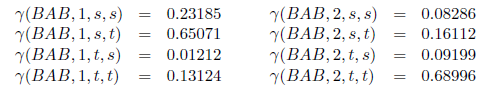 γ(BAB, 1, s, s) = 0.23185 γ(BAB, 2, s, s) = 0.08286
γ(BAB, 1, s, t) = 0.65071 γ(BAB, 2, s, t) = 0.16112
γ(BAB, 1, t, s) = 0.01212 γ(BAB, 2, t, s) = 0.09199
γ(BAB, 1, t, t) = 0.13124 γ(BAB, 2, t, t) = 0.68996